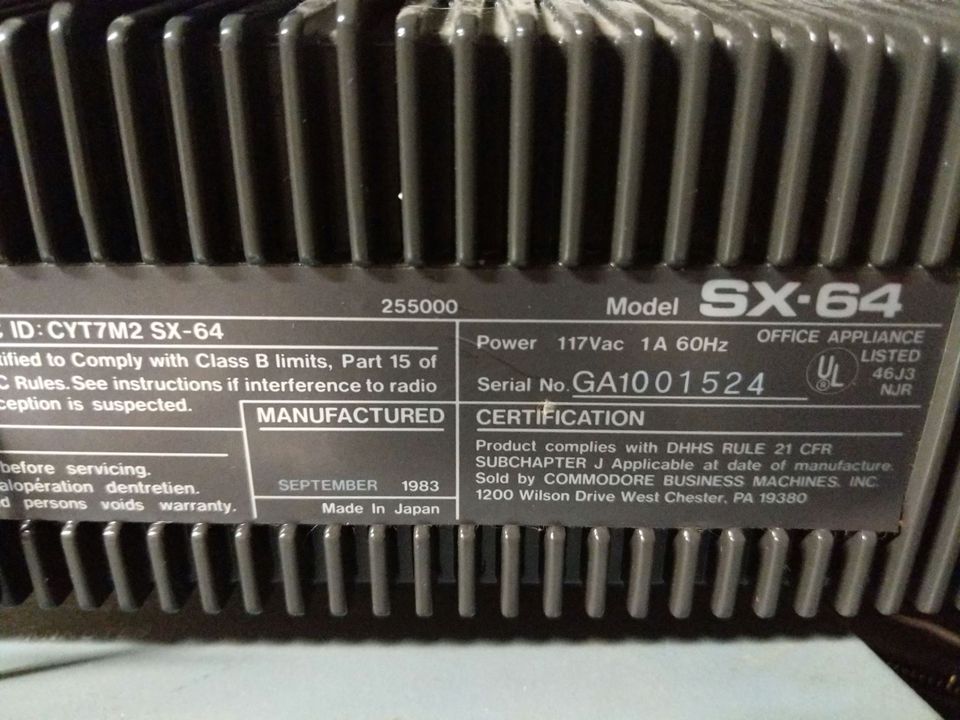 255000 Model SX-64
ID: CYT7M2 SX-64
tified to Comply with Class B limits, Part 15 of
C Rules. See instructions if interference to radio
ception is suspected.
Power 117Vac 1A 60Hz
OFFICE APPLIANCE
UL ® LISTED
46J3
NJR
Serial No. GA1001524
MANUFACTURED
SEPTEMBER 1983
Made In Japan
CERTIFICATION
Product complies with DHHS RULE 21 CFR
SUBCHAPTER J Applicable at date of manufacture.
Sold by COMMODORE BUSINESS MACHINES. INC.
1200 Wilson Drive West Chester, PA 19380
before servicing.
alopération dentretien.
d persons voids warranty.